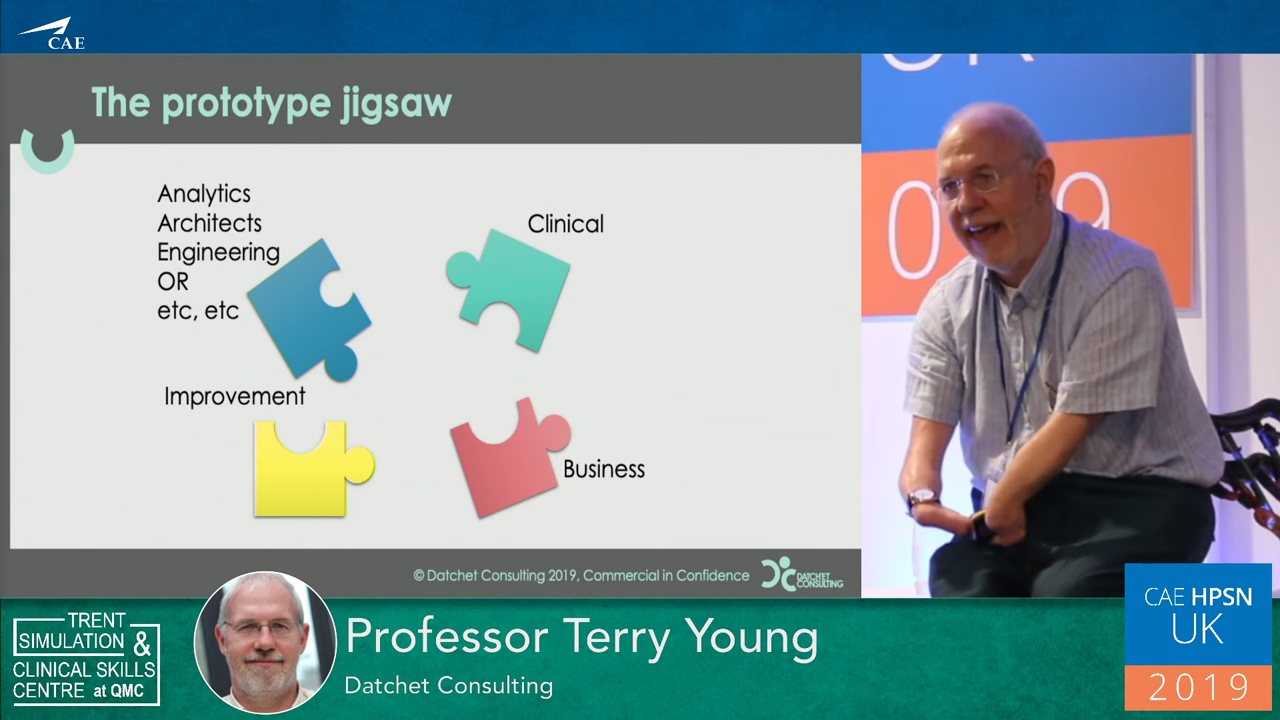 CAE
The prototype jigsaw
Analytics
Architects
Engineering
OR
etc, etc
Clinical
Improvement
Business
© Datchet Consulting 2019, Commercial in Confidence
DATCHET
CONSULTING
TRENT
SIMULATION &
CLINICAL SKILLS
CENTRE at QMC
Professor Terry Young
Datchet Consulting
CAE HPSN
UK
2019